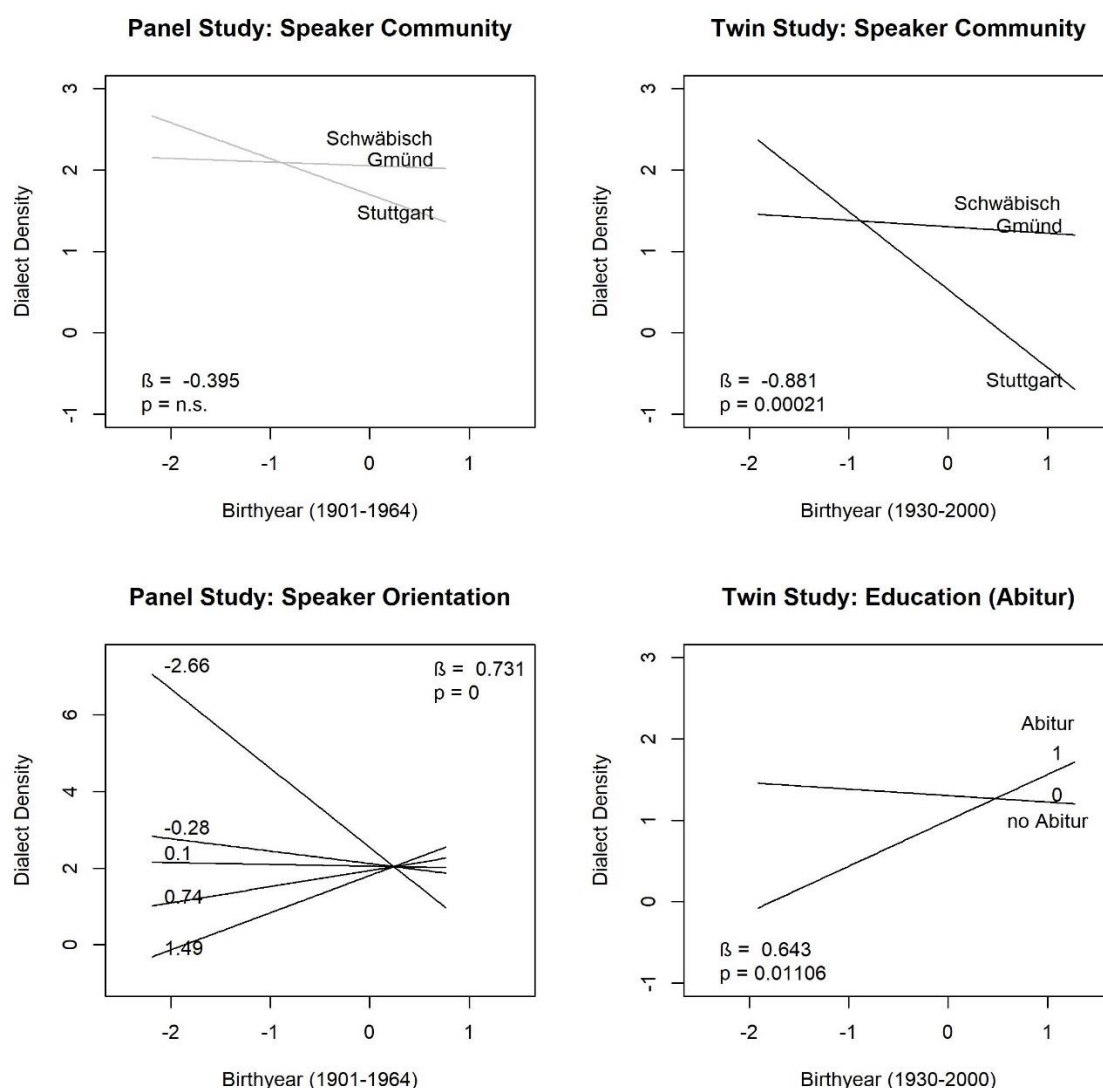 Panel Study: Speaker Community
3
2
1
0
-1
Dialect Density
Schwäbisch
Gmünd
Stuttgart
ß = -0.395
p = n.s.
-2 -1 0 1
Birthyear (1901-1964)
Twin Study: Speaker Community
3
2
1
0
-1
Dialect Density
Schwäbisch
Gmünd
Stuttgart
ß = -0.881
p = 0.00021
-2 -1 0 1
Birthyear (1930-2000)
Panel Study: Speaker Orientation
6
4
2
0
Dialect Density
-2.66
-0.28
0.1
0.74
1.49
ß = 0.731
p = 0
-2 -1 0 1
Birthyear (1901-1964)
Twin Study: Education (Abitur)
3
2
1
0
-1
Dialect Density
Abitur
1
0
no Abitur
ß = 0.643
p = 0.01106
-2 -1 0 1
Birthyear (1930-2000)